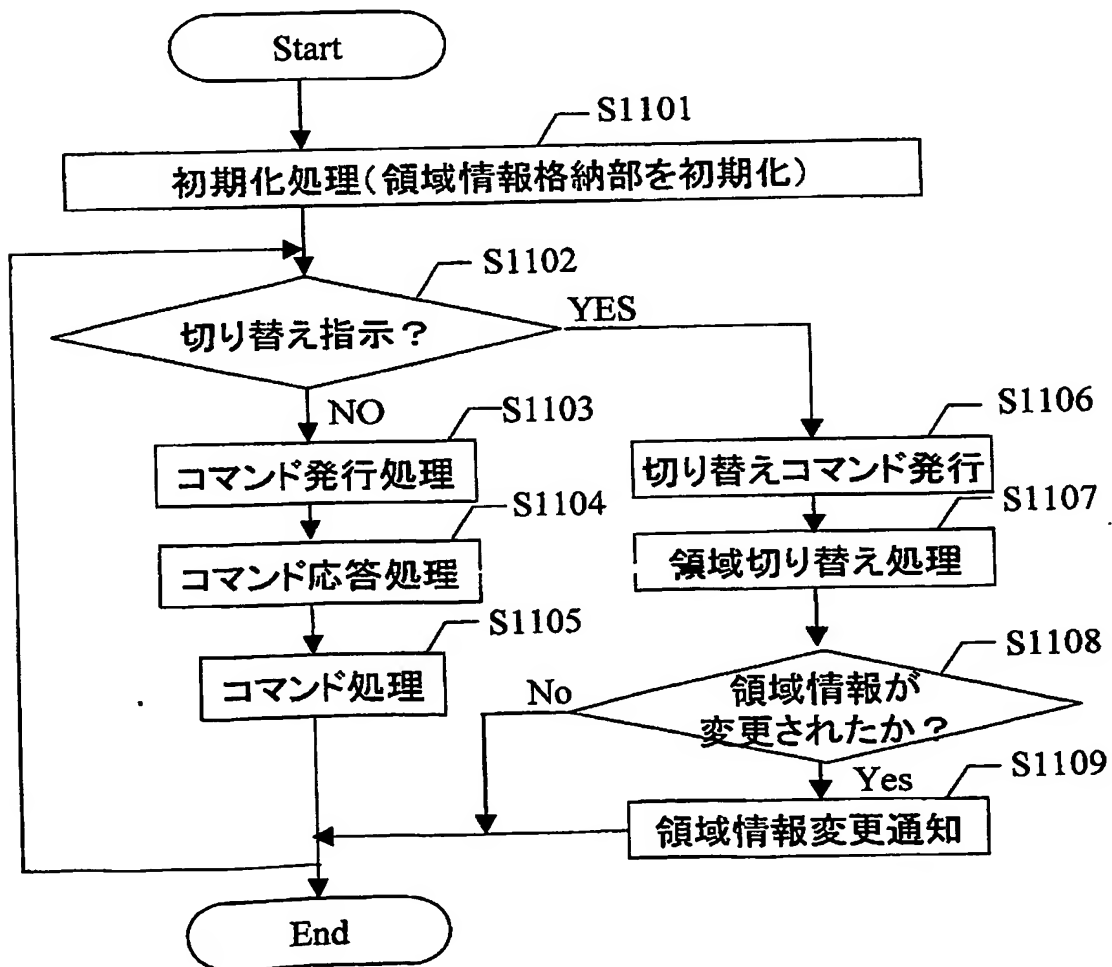 Start
S1101
初期化処理(領域情報格納部を初期化)
S1102
切り替え指示?
YES
NO
S1103
コマンド発行処理
S1104
コマンド応答処理
S1105
コマンド処理
S1106
切り替えコマンド発行
S1107
領域切り替え処理
S1108
領域情報が
変更されたか?
No
Yes
S1109
領域情報変更通知
End